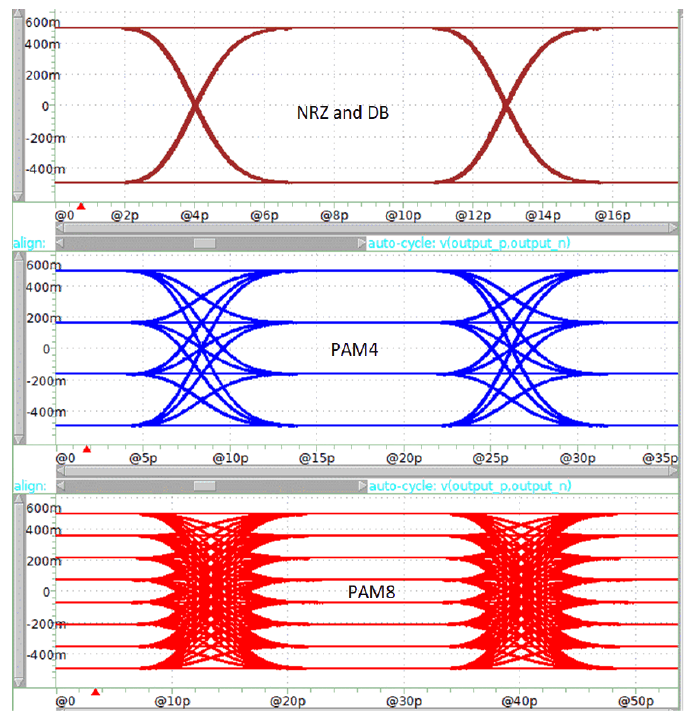 600m
400m
200m
0
-200m
-400m
NRZ and DB
@0 @2p @4p @6p @8p @10p @12p @14p @16p
align: auto-cycle: v(output_p.output_n)
600m
400m
200m
0
-200m
-400m
PAM4
@0 @5p @10p @15p @20p @25p @30p @35p
align: auto-cycle: v(output_p.output_n)
600m
400m
200m
0
-200m
-400m
PAM8
@0 @10p @20p @30p @40p @50p